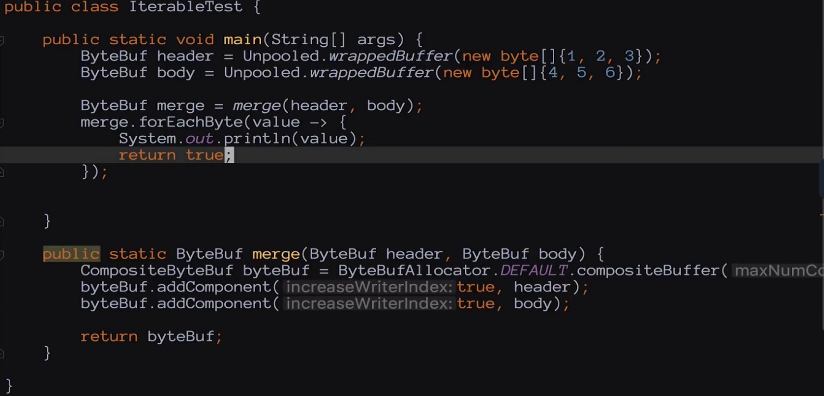 public class IterableTest {
public static void main(String[] args) {
ByteBuf header = Unpooled.wrappedBuffer(new byte[]{1, 2, 3});
ByteBuf body = Unpooled.wrappedBuffer(new byte[]{4, 5, 6});
ByteBuf merge = merge(header, body);
merge.forEachByte(value -> {
System.out.println(value);
return true;
});
}
public static ByteBuf merge(ByteBuf header, ByteBuf body) {
CompositeByteBuf byteBuf = ByteBufAllocator.DEFAULT.compositeBuffer( maxNumCo
byteBuf.addComponent( increaseWriterIndex: true, header);
byteBuf.addComponent( increaseWriterIndex: true, body);
return byteBuf;
}
}